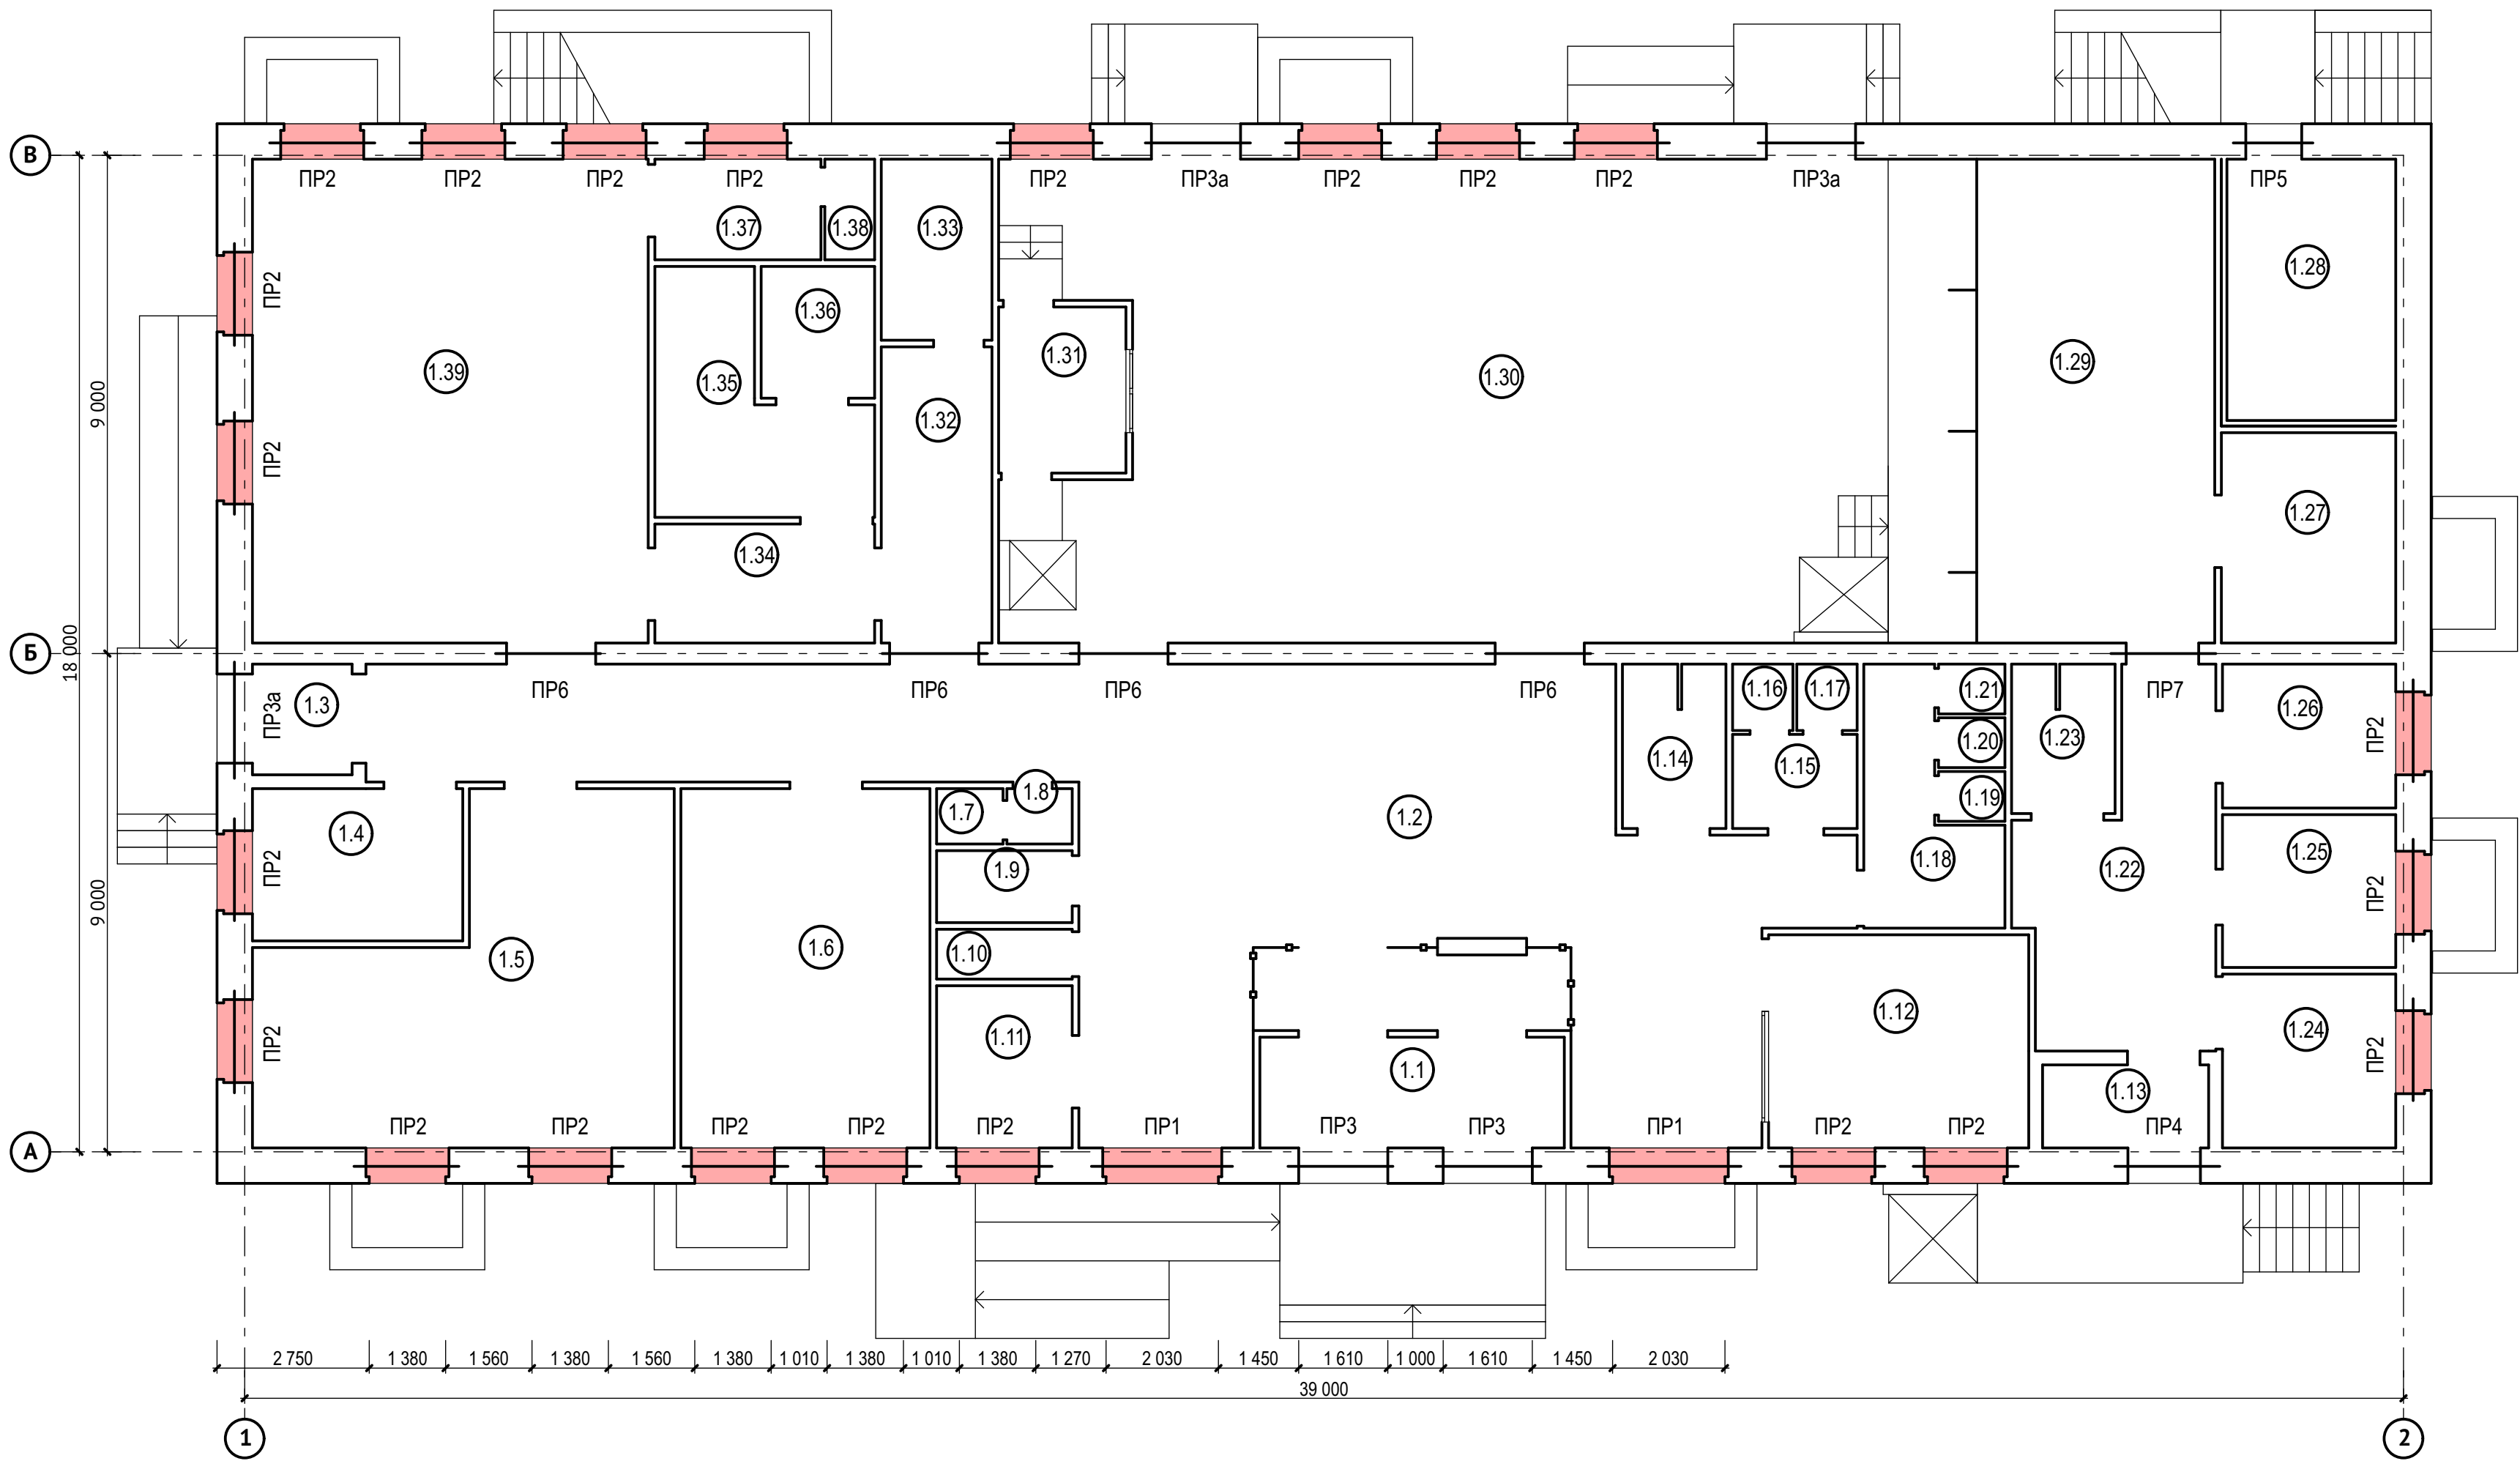 В
ПР2
ПР2
ПР2
ПР2
ПР2
ПР3а
ПР2
ПР2
ПР2
ПР3а
ПР5
1.37
1.38
1.33
1.28
ПР2
1.36
1.31
1.29
1.39
1.35
1.30
9 000
1.32
ПР2
1.27
1.34
Б
18 000
ПР6
ПР6
ПР6
ПР6
1.16
1.17
1.21
ПР7
1.3
ПР3а
1.26
ПР2
1.20
1.23
1.14
1.15
1.8
1.19
1.7
1.2
1.4
ПР2
1.9
1.18
1.22
1.25
ПР2
9 000
1.5
1.6
1.10
1.12
1.11
ПР2
1.24
ПР2
1.1
1.13
ПР2
ПР2
ПР2
ПР2
ПР2
ПР1
ПР3
ПР3
ПР1
ПР2
ПР2
ПР4
А
2 750
1 380
1 560
1 380
1 560
1 380
1 010
1 380
1 010
1 380
1 270
2 030
1 450
1 610
1 000
1 610
1 450
2 030
39 000
1
2